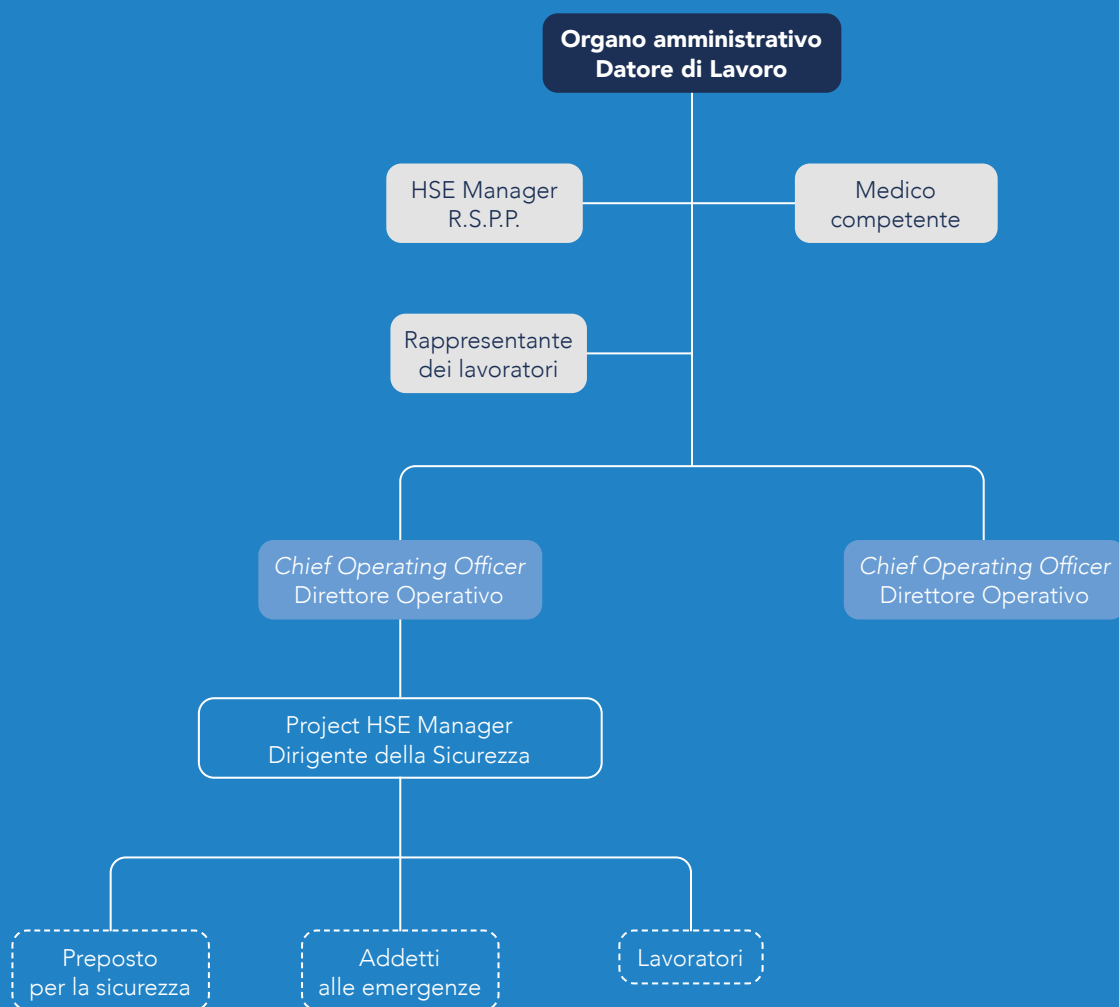 Organo amministrativo
Datore di Lavoro
HSE Manager
R.S.P.P.
Medico
competente
Rappresentante
dei lavoratori
Chief Operating Officer
Direttore Operativo
Chief Operating Officer
Direttore Operativo
Project HSE Manager
Dirigente della Sicurezza
Preposto
per la sicurezza
Addetti
alle emergenze
Lavoratori